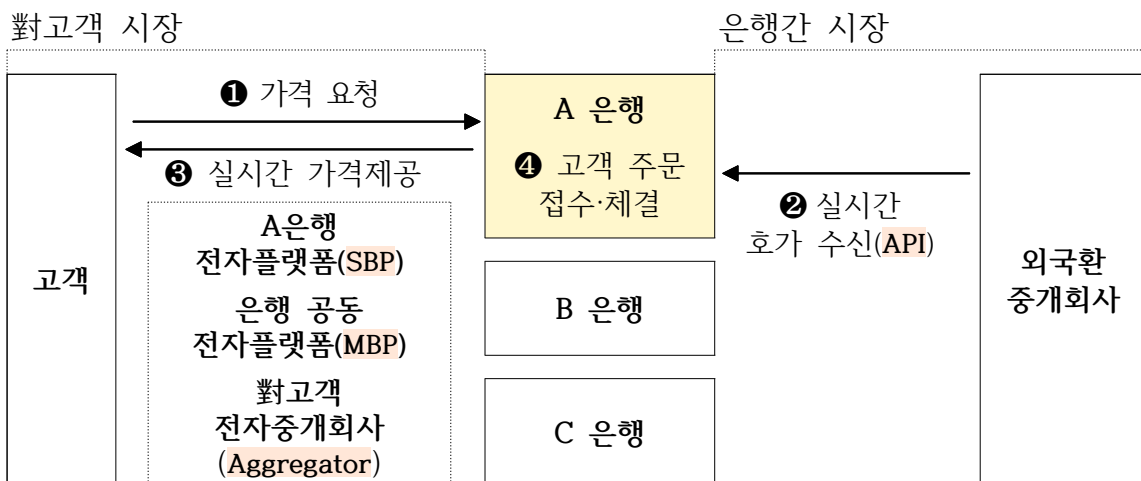 對고객 시장
은행간 시장
고객
❶ 가격 요청
❸ 실시간 가격제공
A은행
전자플랫폼(SBP)
은행 공동
전자플랫폼(MBP)
對고객
전자중개회사
(Aggregator)
A 은행
❹ 고객 주문
접수·체결
B 은행
C 은행
❷ 실시간
호가 수신(API)
외국환
중개회사